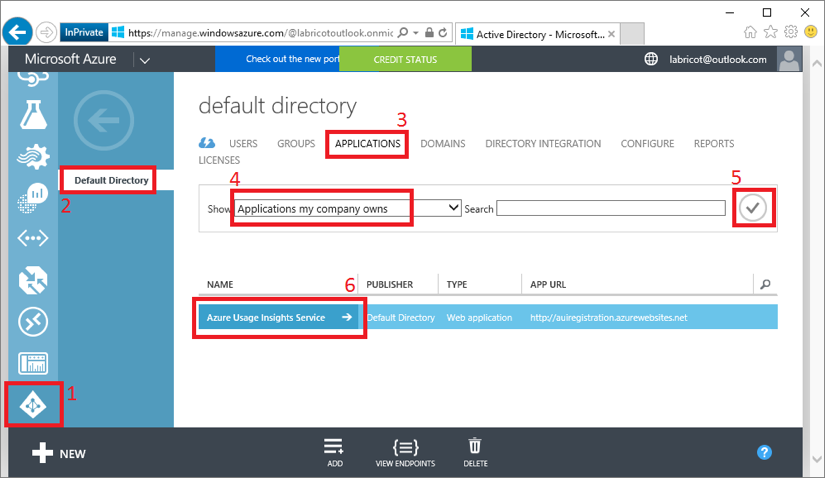 InPrivate
https://manage.windowsazure.com/@labricotoutlook.onmic
Active Directory - Microsoft...
Microsoft Azure
Check out the new port
CREDIT STATUS
labricot@outlook.com
default directory
3
USERS
GROUPS
APPLICATIONS
DOMAINS
DIRECTORY INTEGRATION
CONFIGURE
REPORTS
LICENSES
Default Directory
2
4
5
Show
Applications my company owns
Search
6
NAME
PUBLISHER
TYPE
APP URL
Azure Usage Insights Service
Default Directory
Web application
http://auiregistration.azurewebsites.net
1
NEW
ADD
VIEW ENDPOINTS
DELETE
?